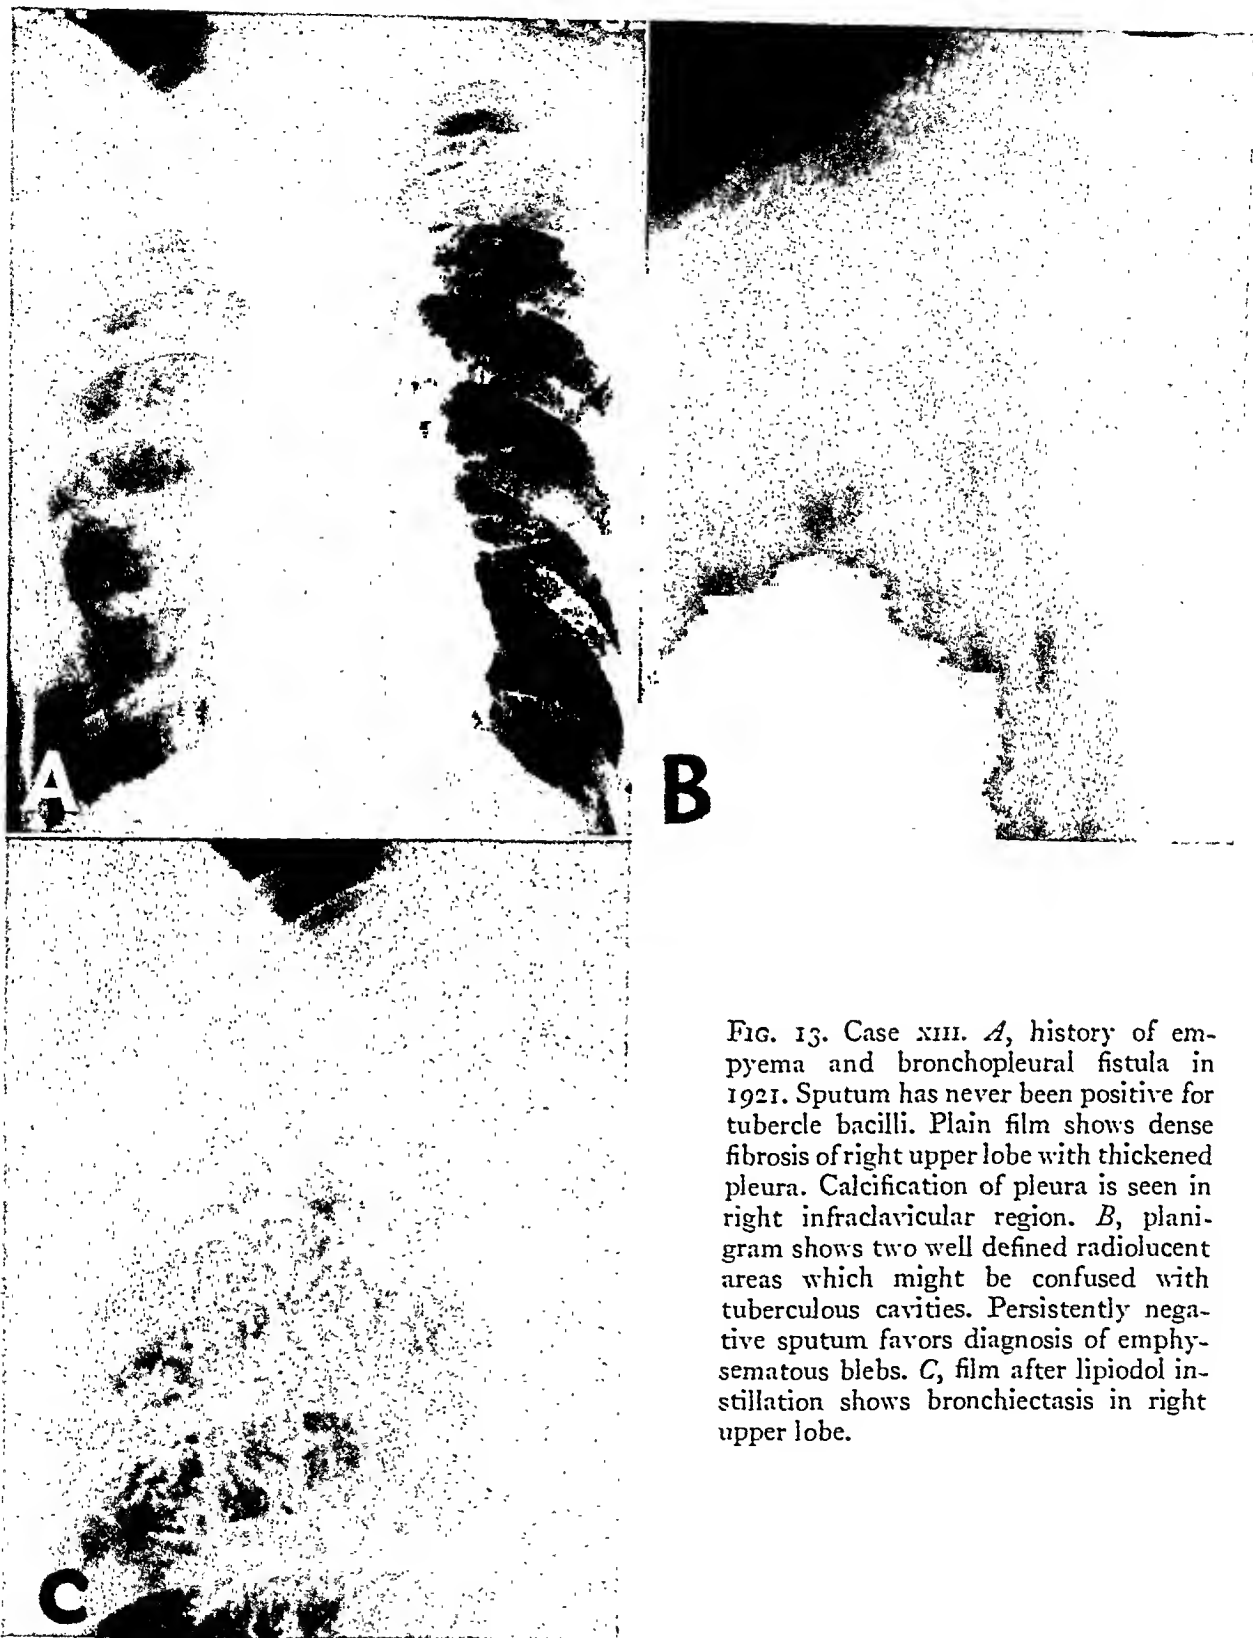 A
B
C
FIG. 13. Case XIII. A, history of em-
pyema and bronchopleural fistula in
1921. Sputum has never been positive for
tubercle bacilli. Plain film shows dense
fibrosis of right upper lobe with thickened
pleura. Calcification of pleura is seen in
right infraclavicular region. B, plani-
gram shows two well defined radiolucent
areas which might be confused with
tuberculous cavities. Persistently nega-
tive sputum favors diagnosis of emphy-
sematous blebs. C, film after lipiodol in-
stillation shows bronchiectasis in right
upper lobe.